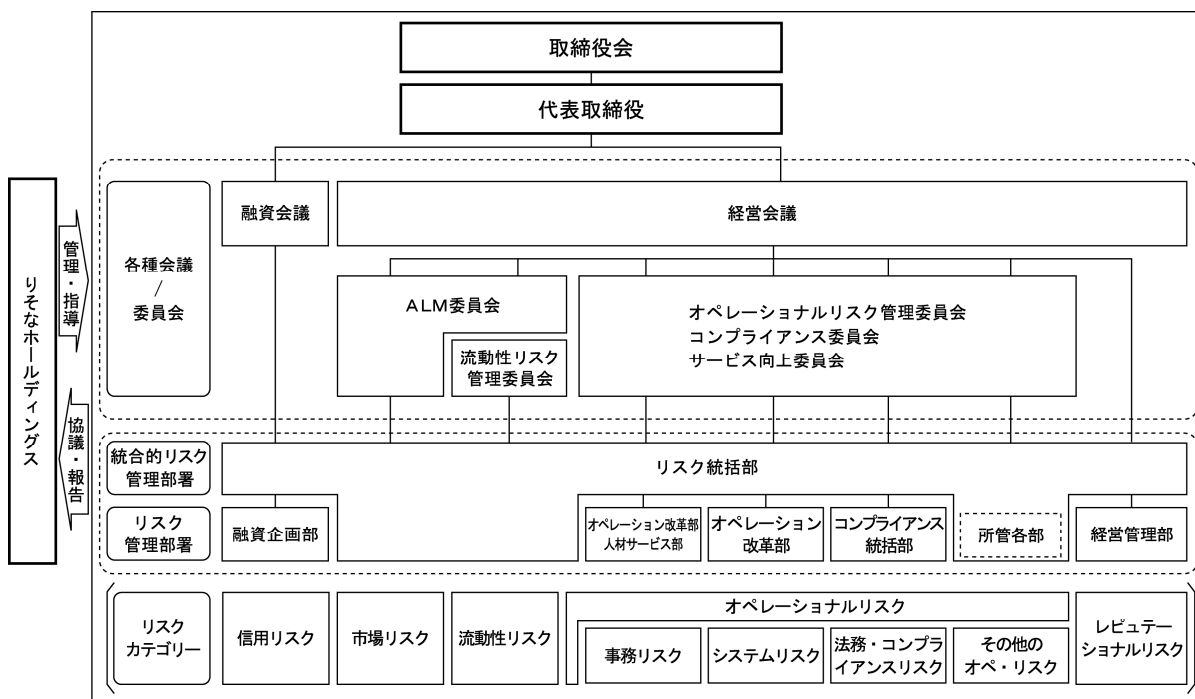 取締役会
代表取締役
りそなホールディングス
管理・指導
協議・報告
各種会議
/
委員会
融資会議
経営会議
ALM委員会
流動性リスク
管理委員会
オペレーショナルリスク管理委員会
コンプライアンス委員会
サービス向上委員会
統合的リスク
管理部署
リスク統括部
リスク
管理部署
融資企画部
オペレーション改革部
人材サービス部
オペレーション
改革部
コンプライアンス
統括部
所管各部
経営管理部
リスク
カテゴリー
信用リスク
市場リスク
流動性リスク
オペレーショナルリスク
事務リスク
システムリスク
法務・コンプラ
イアンスリスク
その他の
オペ・リスク
レピュテー
ショナルリスク